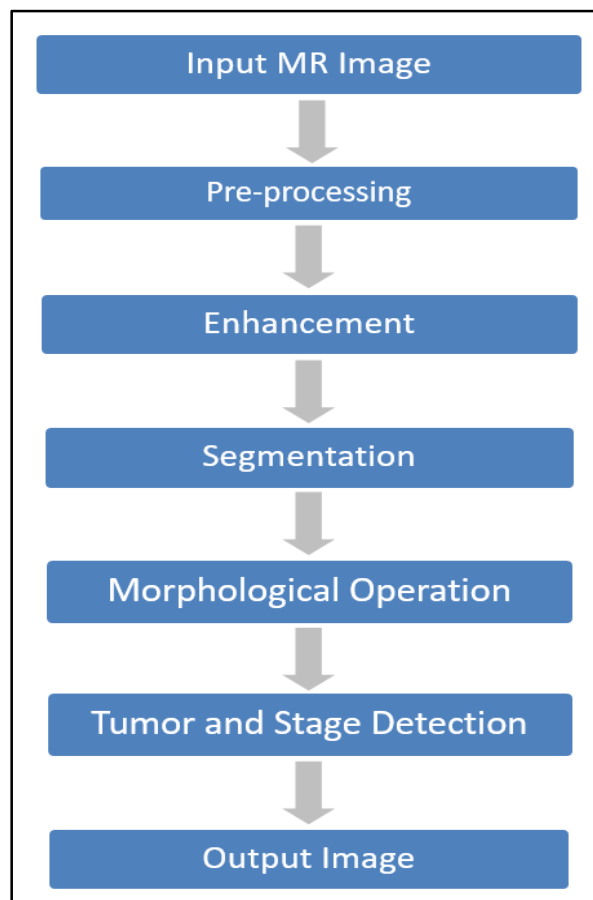 Input MR Image
Pre-processing
Enhancement
Segmentation
Morphological Operation
Tumor and Stage Detection
Output Image